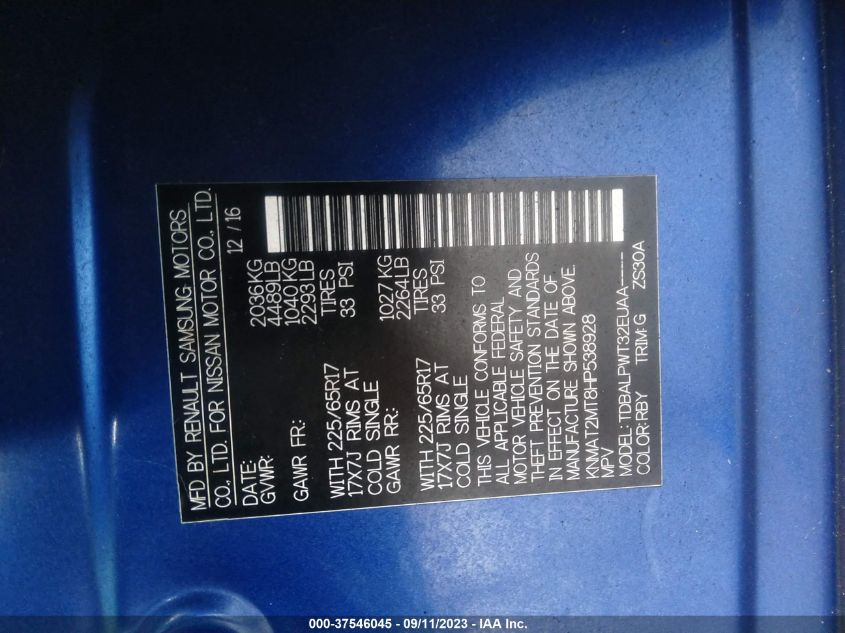 MFD BY RENAULT SAMSUNG MOTORS
CO., LTD. FOR NISSAN MOTOR CO., LTD.
DATE: 12 / 16
GVWR: 2036KG
4489LB
GAWR FR: 1040 KG
2293LB
WITH 225/65R17 TIRES
17X7J RIMS AT 33 PSI
COLD SINGLE
GAWR RR: 1027 KG
2264LB
WITH 225/65R17 TIRES
17X7J RIMS AT 33 PSI
COLD SINGLE
THIS VEHICLE CONFORMS TO
ALL APPLICABLE FEDERAL
MOTOR VEHICLE SAFETY AND
THEFT PREVENTION STANDARDS
IN EFFECT ON THE DATE OF
MANUFACTURE SHOWN ABOVE.
KNMAT2MT8HP538928
MPV
MODEL: TDBALPWT32EUAA-----
COLOR: RBY TRIM: G ZS30A
000-37546045 - 09/11/2023 - IAA Inc.